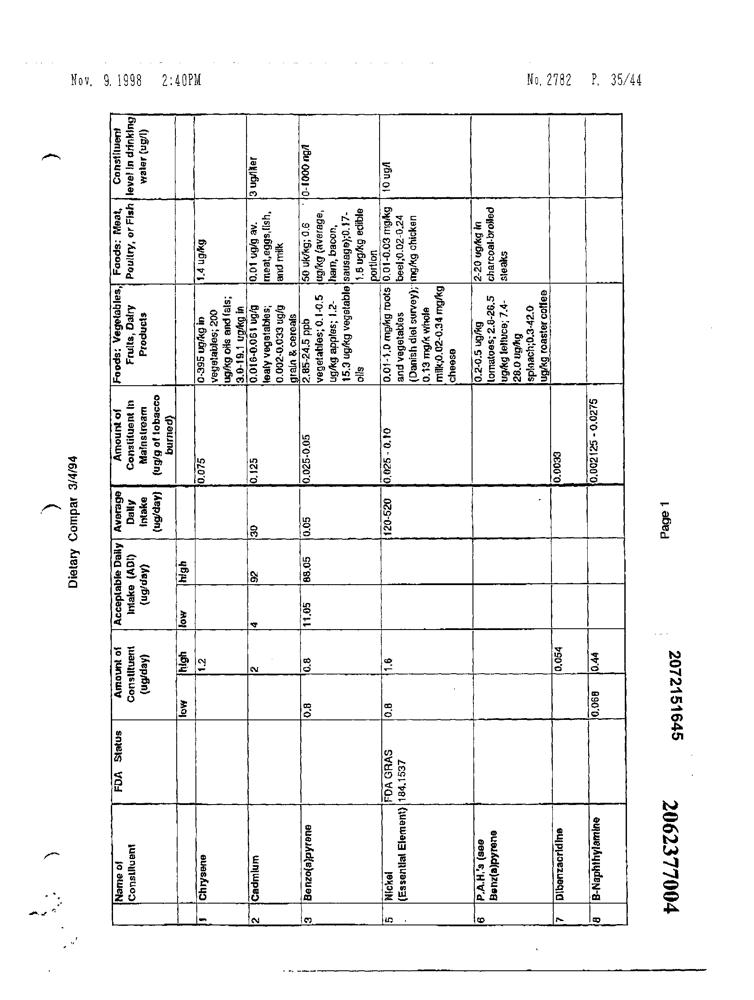 Nov. 9. 1998 2:40PM
No. 2782 P. 35/44
Dietary Compar 3/4/94
Name of
Constituent
FDA Status
Amount of
Constituent
(ug/day)
Acceptable Daily
Intake (ADI)
(ug/day)
Average
Daily
Intake
(ug/day)
Amount of
Constituent in
Mainstream
(ug/g of tobacco
burned)
Foods: Vegetables,
Fruits, Dairy
Products
Foods: Meat,
Poultry, or Fish
Constituent
level in drinking
water (ug/l)
low
high
low
high
1
Chrysene
1.2
0.075
0-395 ug/kg in
vegetables; 200
ug/kg oils and fats;
3.0-19.1 ug/kg in
1.4 ug/kg
2
Cadmium
2
4
92
30
0.125
0.016-0.061 ug/g
leafy vegetables;
0.002-0.033 ug/g
grain & cereals
0.01 ug/g av.
meat,eggs,fish,
and milk
3 ug/liter
3
Benzo(a)pyrene
0.8
0.8
11.05
88.05
0.05
0.025-0.05
2.85-24.5 ppb
vegetables; 0.1-0.5
ug/kg apples; 1.2-
15.3 ug/kg vegetable
oils
50 uk/kg; 0.6
ug/kg (average,
ham, bacon,
sausage);0.17-
1.6 ug/kg edible
portion
0-1000 ng/l
5
Nickel
(Essential Element)
FDA GRAS
184.1537
0.8
1.6
120-520
0.025 - 0.10
0.01-1.0 mg/kg roots
and vegetables
(Danish diet survey);
0.13 mg/k whole
milk;0.02-0.34 mg/kg
cheese
0.01-0.03 mg/kg
beef;0.02-0.24
mg/kg chicken
10 ug/l
6
P.A.H.'s (see
Benz(a)pyrene
0.2-0.5 ug/kg
tomatoes; 2.8-26.5
ug/kg lettuce; 7.4-
28.0 ng/kg
spinach;0.3-42.0
ug/kg roaster coffee
2-20 ug/kg in
charcoal-broiled
steaks
7
Dibenzacridine
0.054
0.0033
8
B-Naphthylamine
0.068
0.44
0.002125 - 0.0275
Page 1
2072151645
2062377004